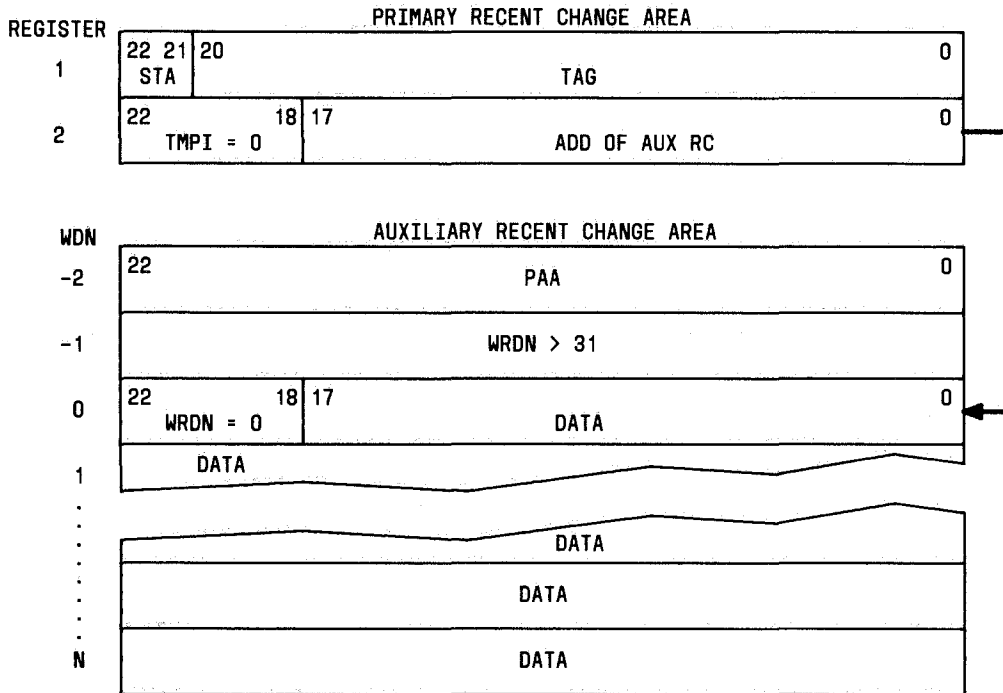 PRIMARY RECENT CHANGE AREA
REGISTER
22 21 20 0
1 STA TAG
22 18 17 0
2 TMPI = 0 ADD OF AUX RC
WDN AUXILIARY RECENT CHANGE AREA
22 0
-2 PAA
-1 WRDN > 31
22 18 17 0
0 WRDN = 0 DATA
1 DATA
DATA
DATA
N DATA